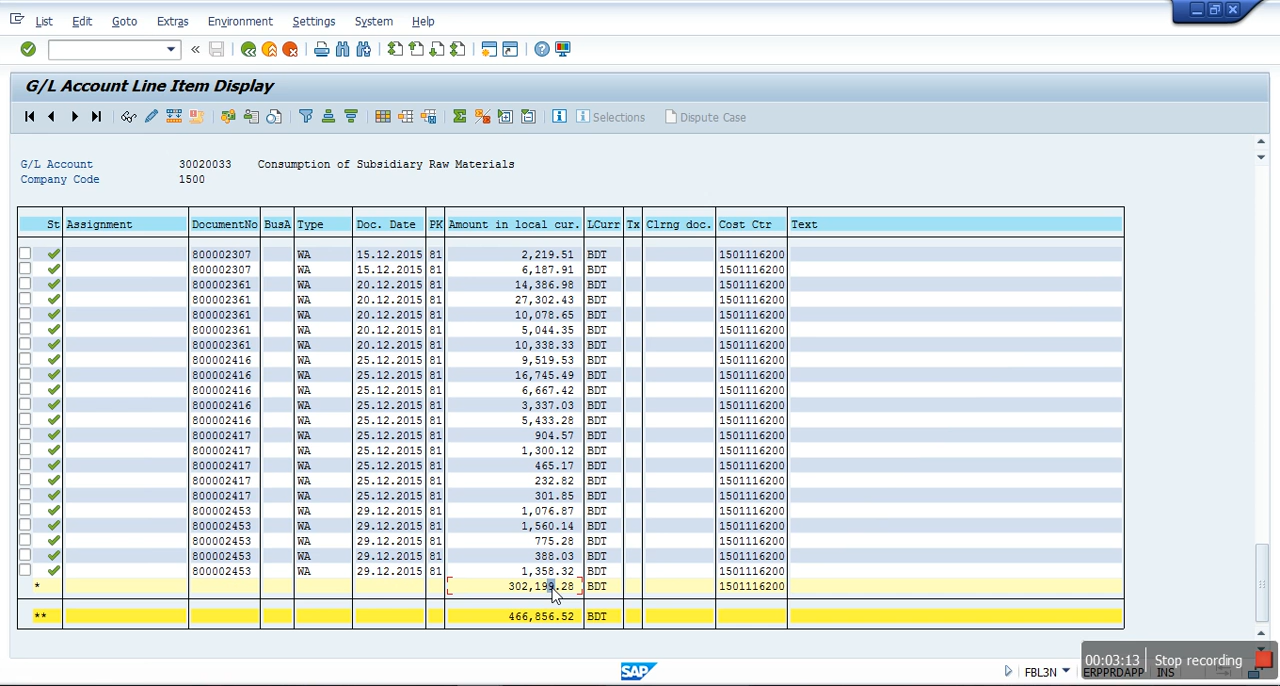 List Edit Goto Extras Environment Settings System Help
G/L Account Line Item Display
Selections Dispute Case
G/L Account 30020033 Consumption of Subsidiary Raw Materials
Company Code 1500
St Assignment DocumentNo BusA Type Doc. Date PK Amount in local cur. LCurr Tx Clrng doc. Cost Ctr Text
800002307 WA 15.12.2015 81 2,219.51 BDT 1501116200
800002307 WA 15.12.2015 81 6,187.91 BDT 1501116200
800002361 WA 20.12.2015 81 14,386.98 BDT 1501116200
800002361 WA 20.12.2015 81 27,302.43 BDT 1501116200
800002361 WA 20.12.2015 81 10,078.65 BDT 1501116200
800002361 WA 20.12.2015 81 5,044.35 BDT 1501116200
800002361 WA 20.12.2015 81 10,338.33 BDT 1501116200
800002416 WA 25.12.2015 81 9,519.53 BDT 1501116200
800002416 WA 25.12.2015 81 16,745.49 BDT 1501116200
800002416 WA 25.12.2015 81 6,667.42 BDT 1501116200
800002416 WA 25.12.2015 81 3,337.03 BDT 1501116200
800002416 WA 25.12.2015 81 5,433.28 BDT 1501116200
800002417 WA 25.12.2015 81 904.57 BDT 1501116200
800002417 WA 25.12.2015 81 1,300.12 BDT 1501116200
800002417 WA 25.12.2015 81 465.17 BDT 1501116200
800002417 WA 25.12.2015 81 232.82 BDT 1501116200
800002417 WA 25.12.2015 81 301.85 BDT 1501116200
800002453 WA 29.12.2015 81 1,076.87 BDT 1501116200
800002453 WA 29.12.2015 81 1,560.14 BDT 1501116200
800002453 WA 29.12.2015 81 775.28 BDT 1501116200
800002453 WA 29.12.2015 81 388.03 BDT 1501116200
800002453 WA 29.12.2015 81 1,358.32 BDT 1501116200
* 302,199.28 BDT 1501116200
** 466,856.52 BDT
00:03:13 Stop recording
SAP FBL3N ERPPRDAPP INS